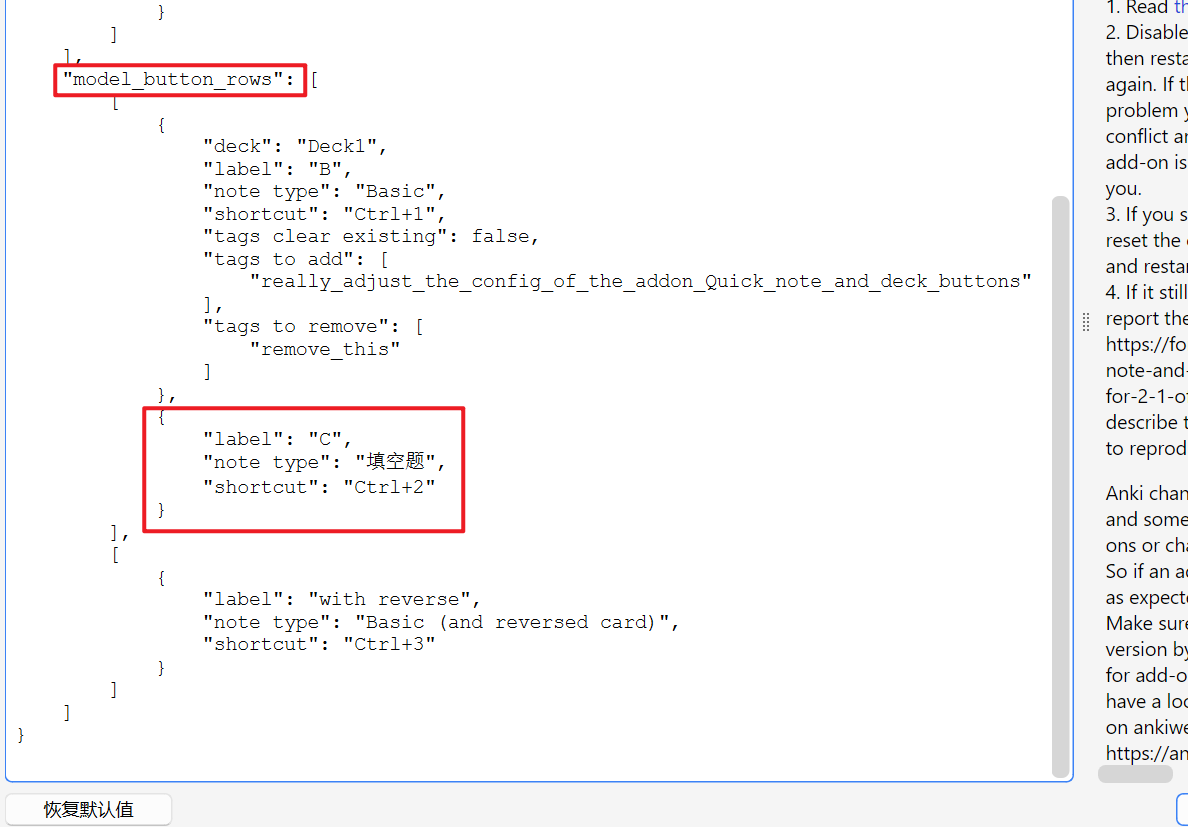 }
]
],
"model_button_rows": [
[
{
"deck": "Deck1",
"label": "B",
"note type": "Basic",
"shortcut": "Ctrl+1",
"tags clear existing": false,
"tags to add": [
"really_adjust_the_config_of_the_addon_Quick_note_and_deck_buttons"
],
"tags to remove": [
"remove_this"
]
},
{
"label": "C",
"note type": "填空题",
"shortcut": "Ctrl+2"
}
],
[
{
"label": "with reverse",
"note type": "Basic (and reversed card)",
"shortcut": "Ctrl+3"
}
]
]
}
恢复默认值
1. Read th
2. Disable
then resta
again. If t
problem y
conflict a
add-on is
you.
3. If you s
reset the
and restar
4. If it still
report the
https://fo
note-and-
for-2-1-o
describe t
to reprod
Anki chan
and some
ons or cha
So if an a
as expecte
Make sure
version by
for add-o
have a loc
on ankiwe
https://an